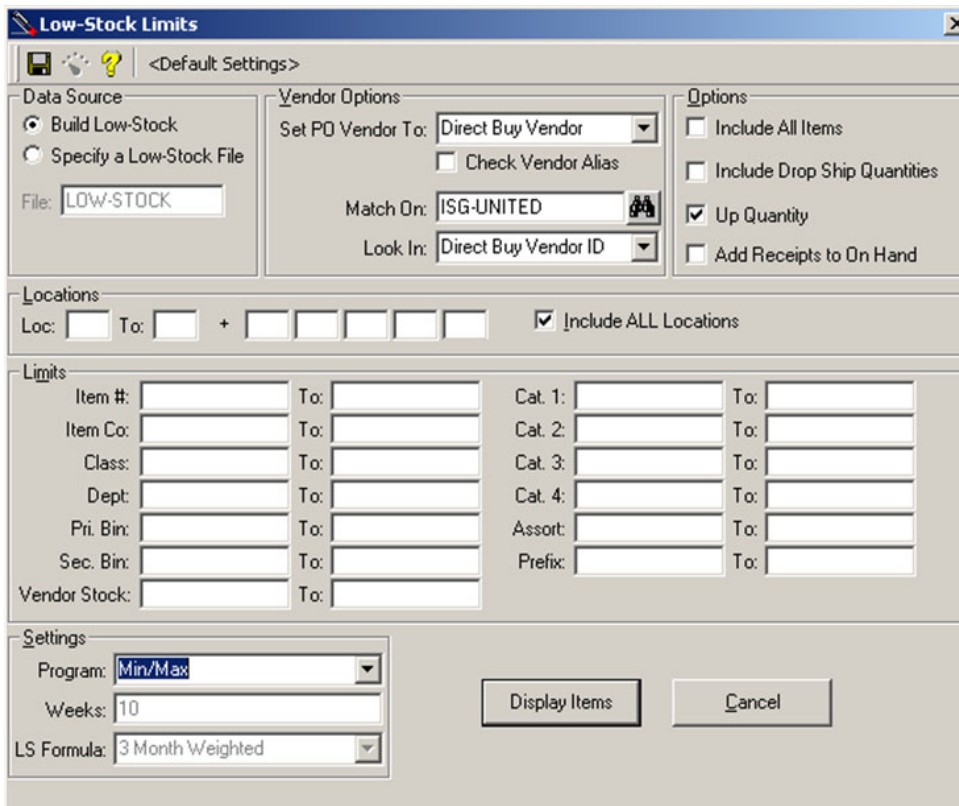 Low-Stock Limits
<Default Settings>
Data Source
Build Low-Stock
Specify a Low-Stock File
File: LOW-STOCK
Vendor Options
Set PO Vendor To: Direct Buy Vendor
Check Vendor Alias
Match On: ISG-UNITED
Look In: Direct Buy Vendor ID
Options
Include All Items
Include Drop Ship Quantities
Up Quantity
Add Receipts to On Hand
Locations
Loc: To: +
Include ALL Locations
Limits
Item #: To: Cat. 1: To:
Item Co: To: Cat. 2: To:
Class: To: Cat. 3: To:
Dept: To: Cat. 4: To:
Pri. Bin: To: Assort: To:
Sec. Bin: To: Prefix: To:
Vendor Stock: To:
Settings
Program: Min/Max
Weeks: 10
LS Formula: 3 Month Weighted
Display Items
Cancel